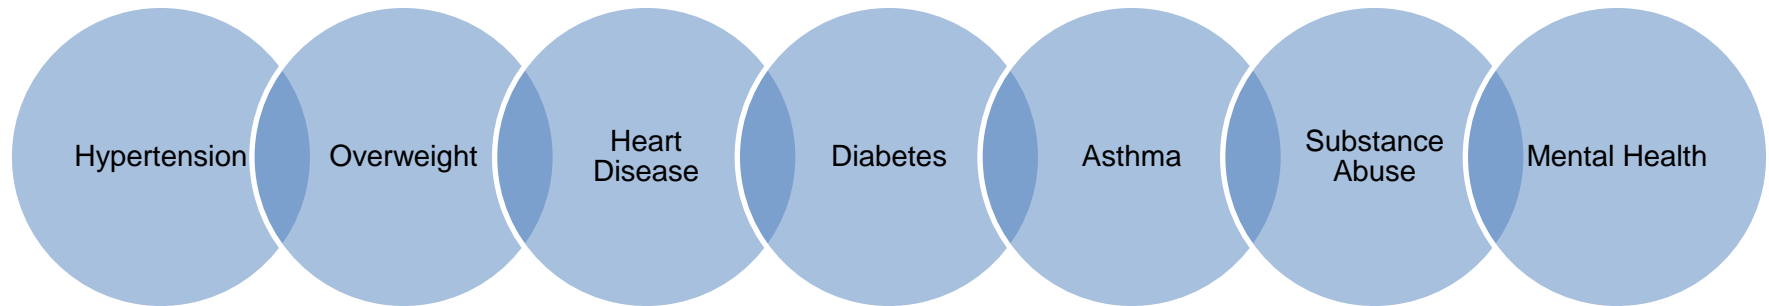 Hypertension
Overweight
Heart
Disease
Diabetes
Asthma
Substance
Abuse
Mental Health